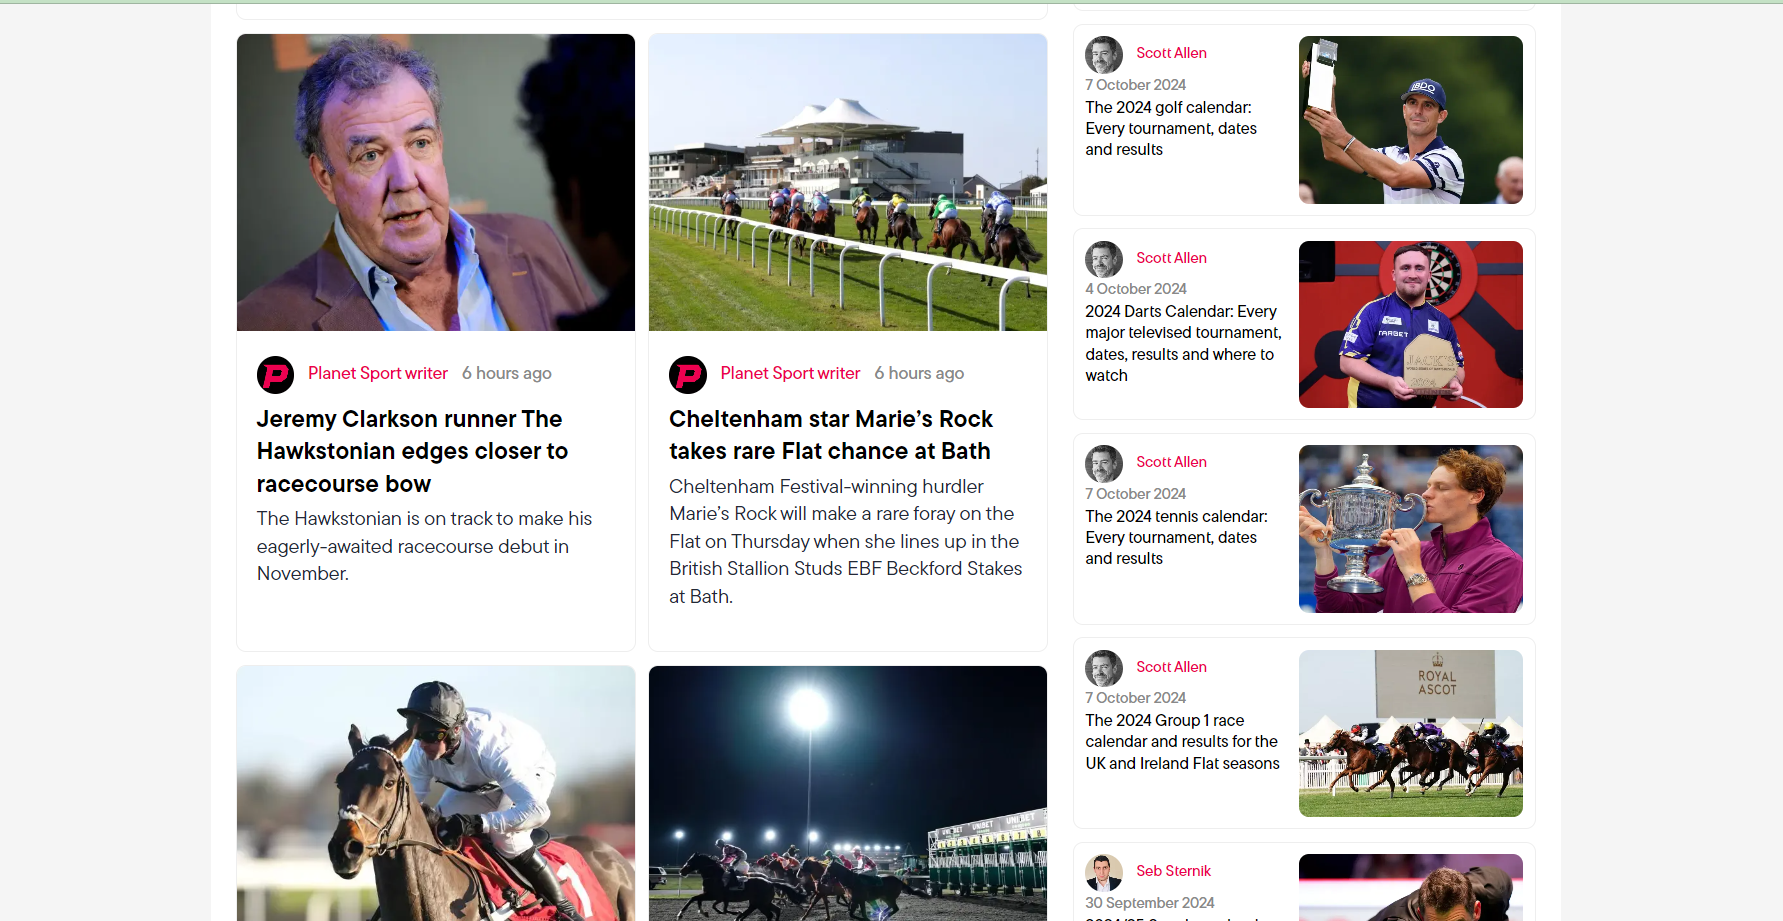 Planet Sport writer 6 hours ago
Jeremy Clarkson runner The
Hawkstonian edges closer to
racecourse bow
The Hawkstonian is on track to make his
eagerly-awaited racecourse debut in
November.
Planet Sport writer 6 hours ago
Cheltenham star Marie’s Rock
takes rare Flat chance at Bath
Cheltenham Festival-winning hurdler
Marie’s Rock will make a rare foray on the
Flat on Thursday when she lines up in the
British Stallion Studs EBF Beckford Stakes
at Bath.
UNIBET UNIBET UNIBET
Scott Allen
7 October 2024
The 2024 golf calendar:
Every tournament, dates
and results
BDO
Scott Allen
4 October 2024
2024 Darts Calendar: Every
major televised tournament,
dates, results and where to
watch
TARGET
JACK'S
Scott Allen
7 October 2024
The 2024 tennis calendar:
Every tournament, dates
and results
Scott Allen
7 October 2024
The 2024 Group 1 race
calendar and results for the
UK and Ireland Flat seasons
ROYAL
ASCOT
Seb Sternik
30 September 2024